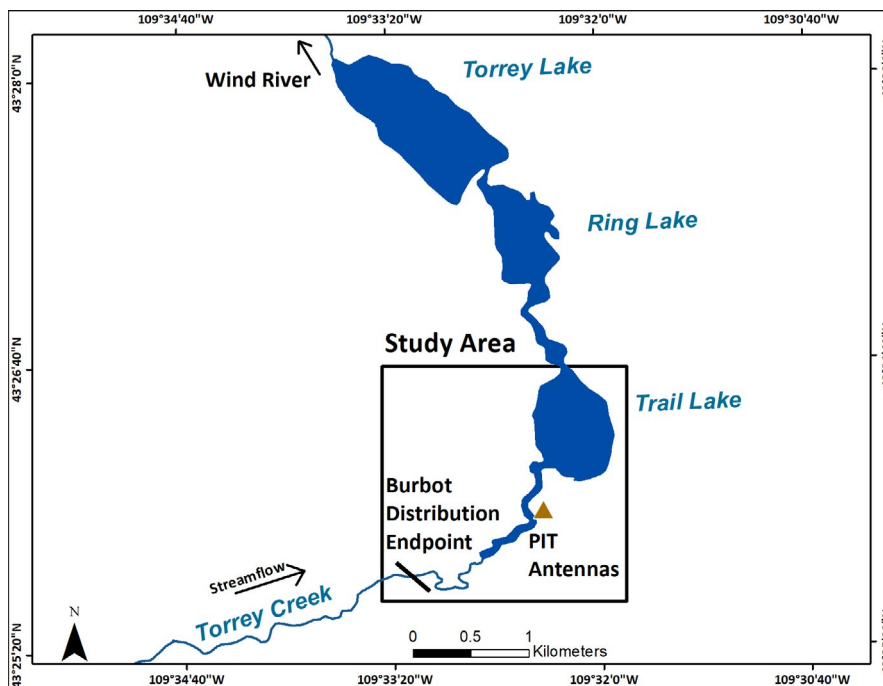 109°34'40"W 109°33'20"W 109°32'0"W 109°30'40"W
43°28'0"N
Torrey Lake
Wind River
Ring Lake
Study Area
43°26'40"N
Trail Lake
Burbot
Distribution
Endpoint
PIT
Antennas
Streamflow
Torrey Creek
N
0 0.5 1
Kilometers
43°25'20"N
109°34'40"W 109°33'20"W 109°32'0"W 109°30'40"W